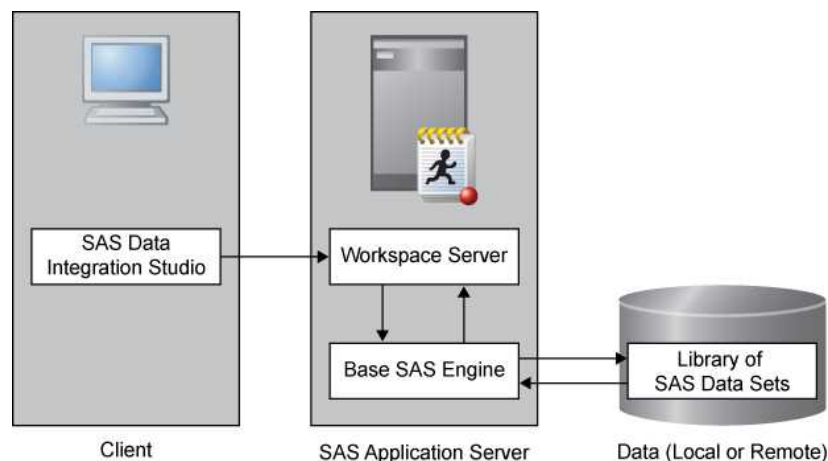 SAS Data
Integration Studio
Workspace Server
Base SAS Engine
Library of
SAS Data Sets
Client
SAS Application Server
Data (Local or Remote)